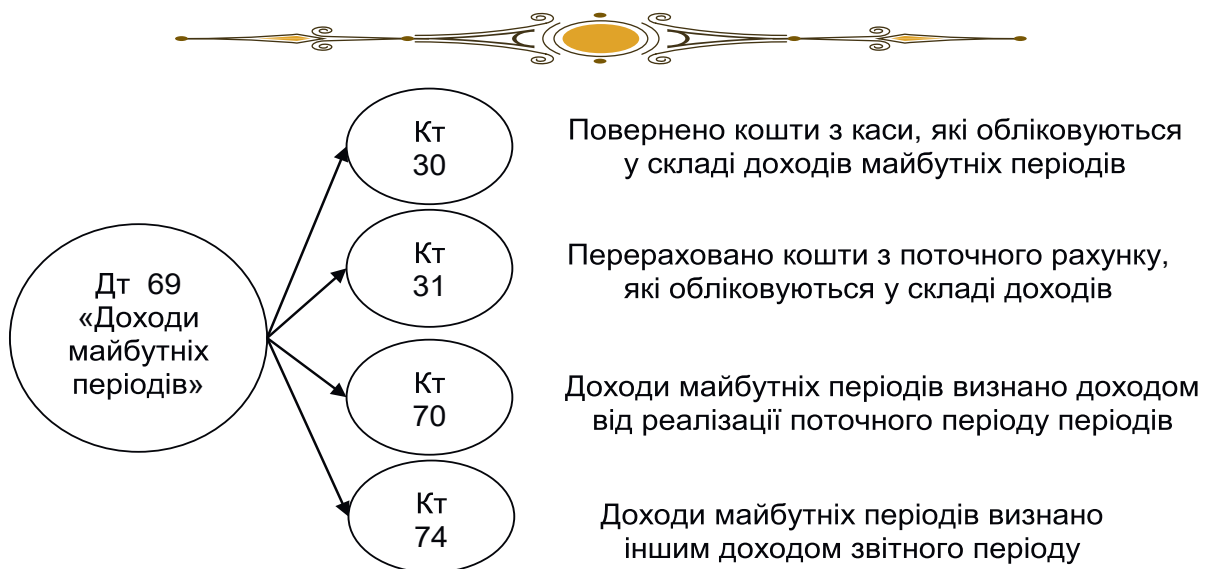 Дт 69
«Доходи
майбутніх
періодів»
Кт
30
Повернено кошти з каси, які обліковуються
у складі доходів майбутніх періодів
Кт
31
Перераховано кошти з поточного рахунку,
які обліковуються у складі доходів
Кт
70
Доходи майбутніх періодів визнано доходом
від реалізації поточного періоду періодів
Кт
74
Доходи майбутніх періодів визнано
іншим доходом звітного періоду